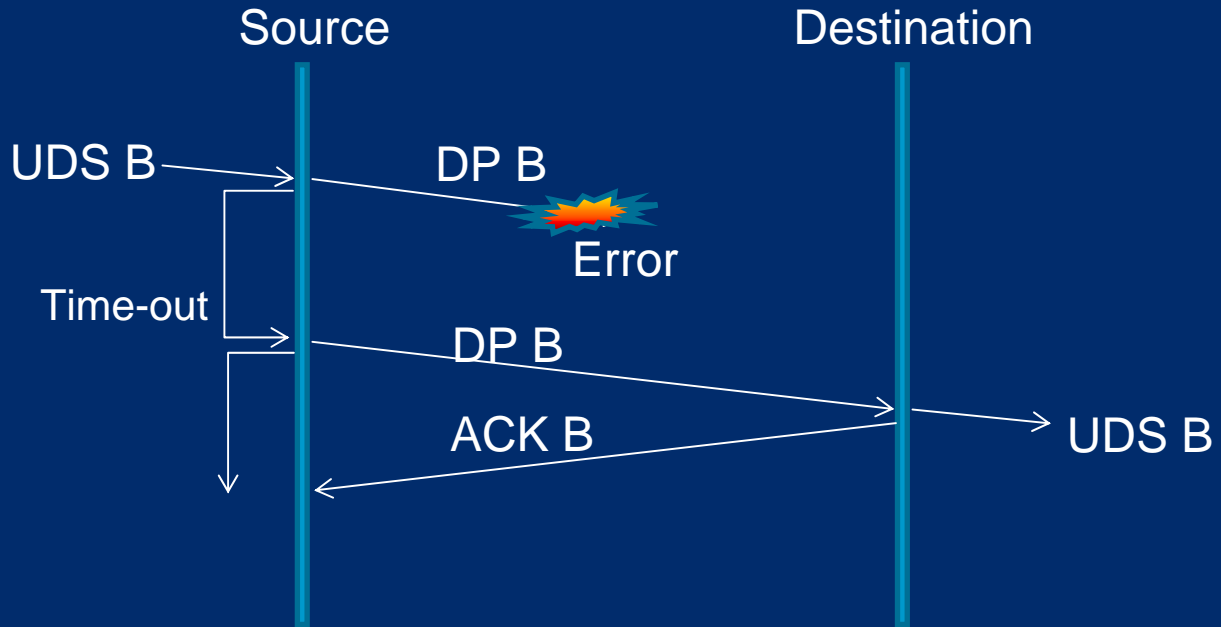 Source
Destination
UDS B
DP B
Error
Time-out
DP B
ACK B
UDS B